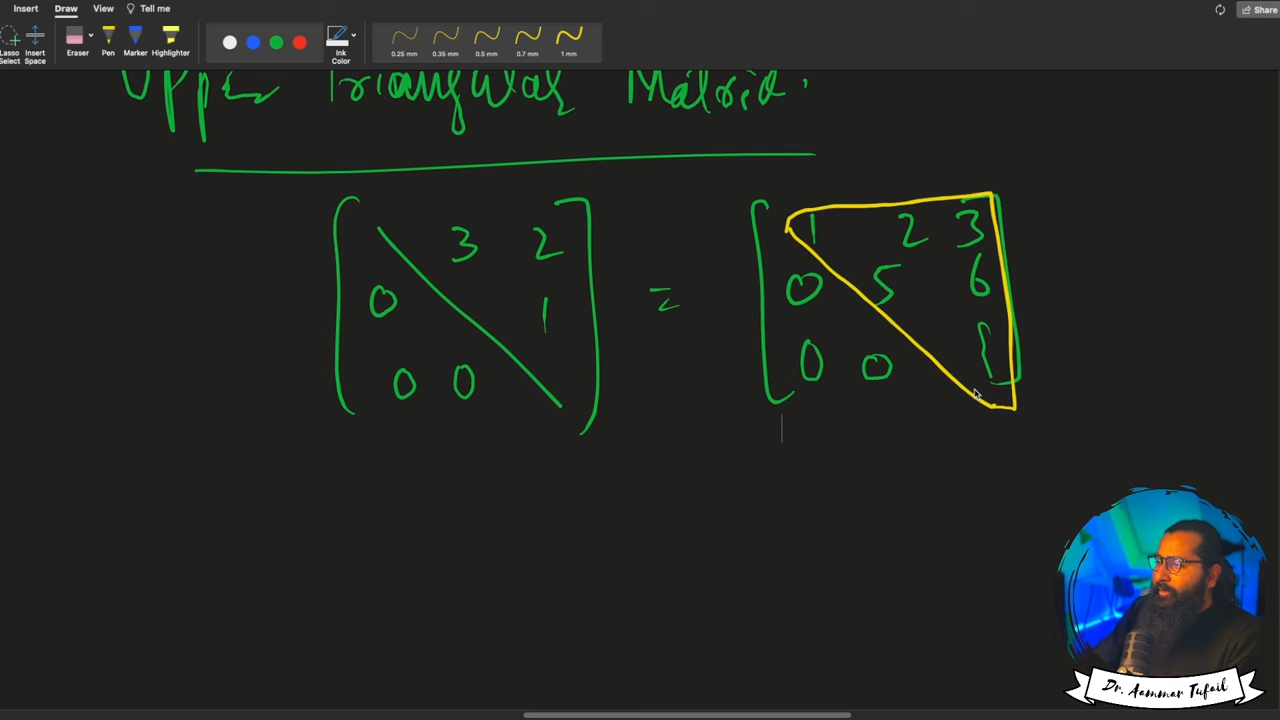 Insert Draw View Tell me
Share
Lasso Select
Insert Space
Eraser
Pen
Marker
Highlighter
Ink Color
0.25 mm
0.35 mm
0.5 mm
0.7 mm
1 mm
Upper Triangular Matrix.
3 2 1 2 3
0 1 = 0 5 6
0 0 0 0 1
Dr. Aammar Tufail